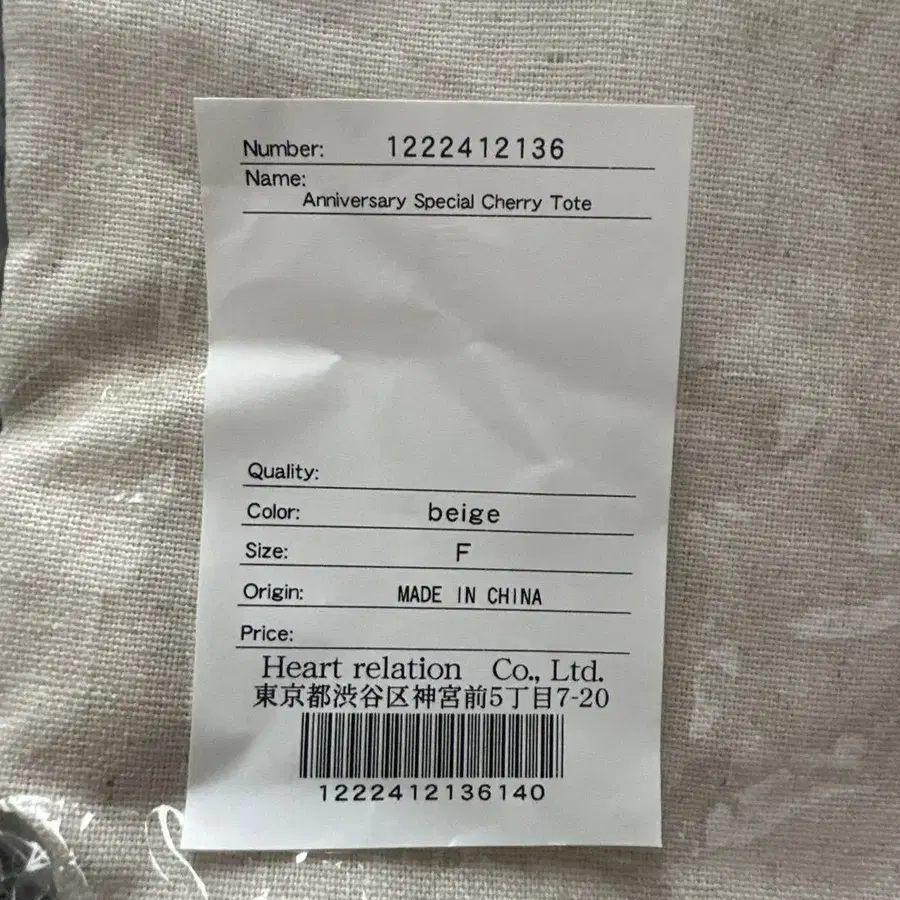 Number: 1222412136
Name:
Anniversary Special Cherry Tote
Quality:
Color: beige
Size: F
Origin: MADE IN CHINA
Price:
Heart relation Co., Ltd.
東京都渋谷区神宮前5丁目7-20
1222412136140